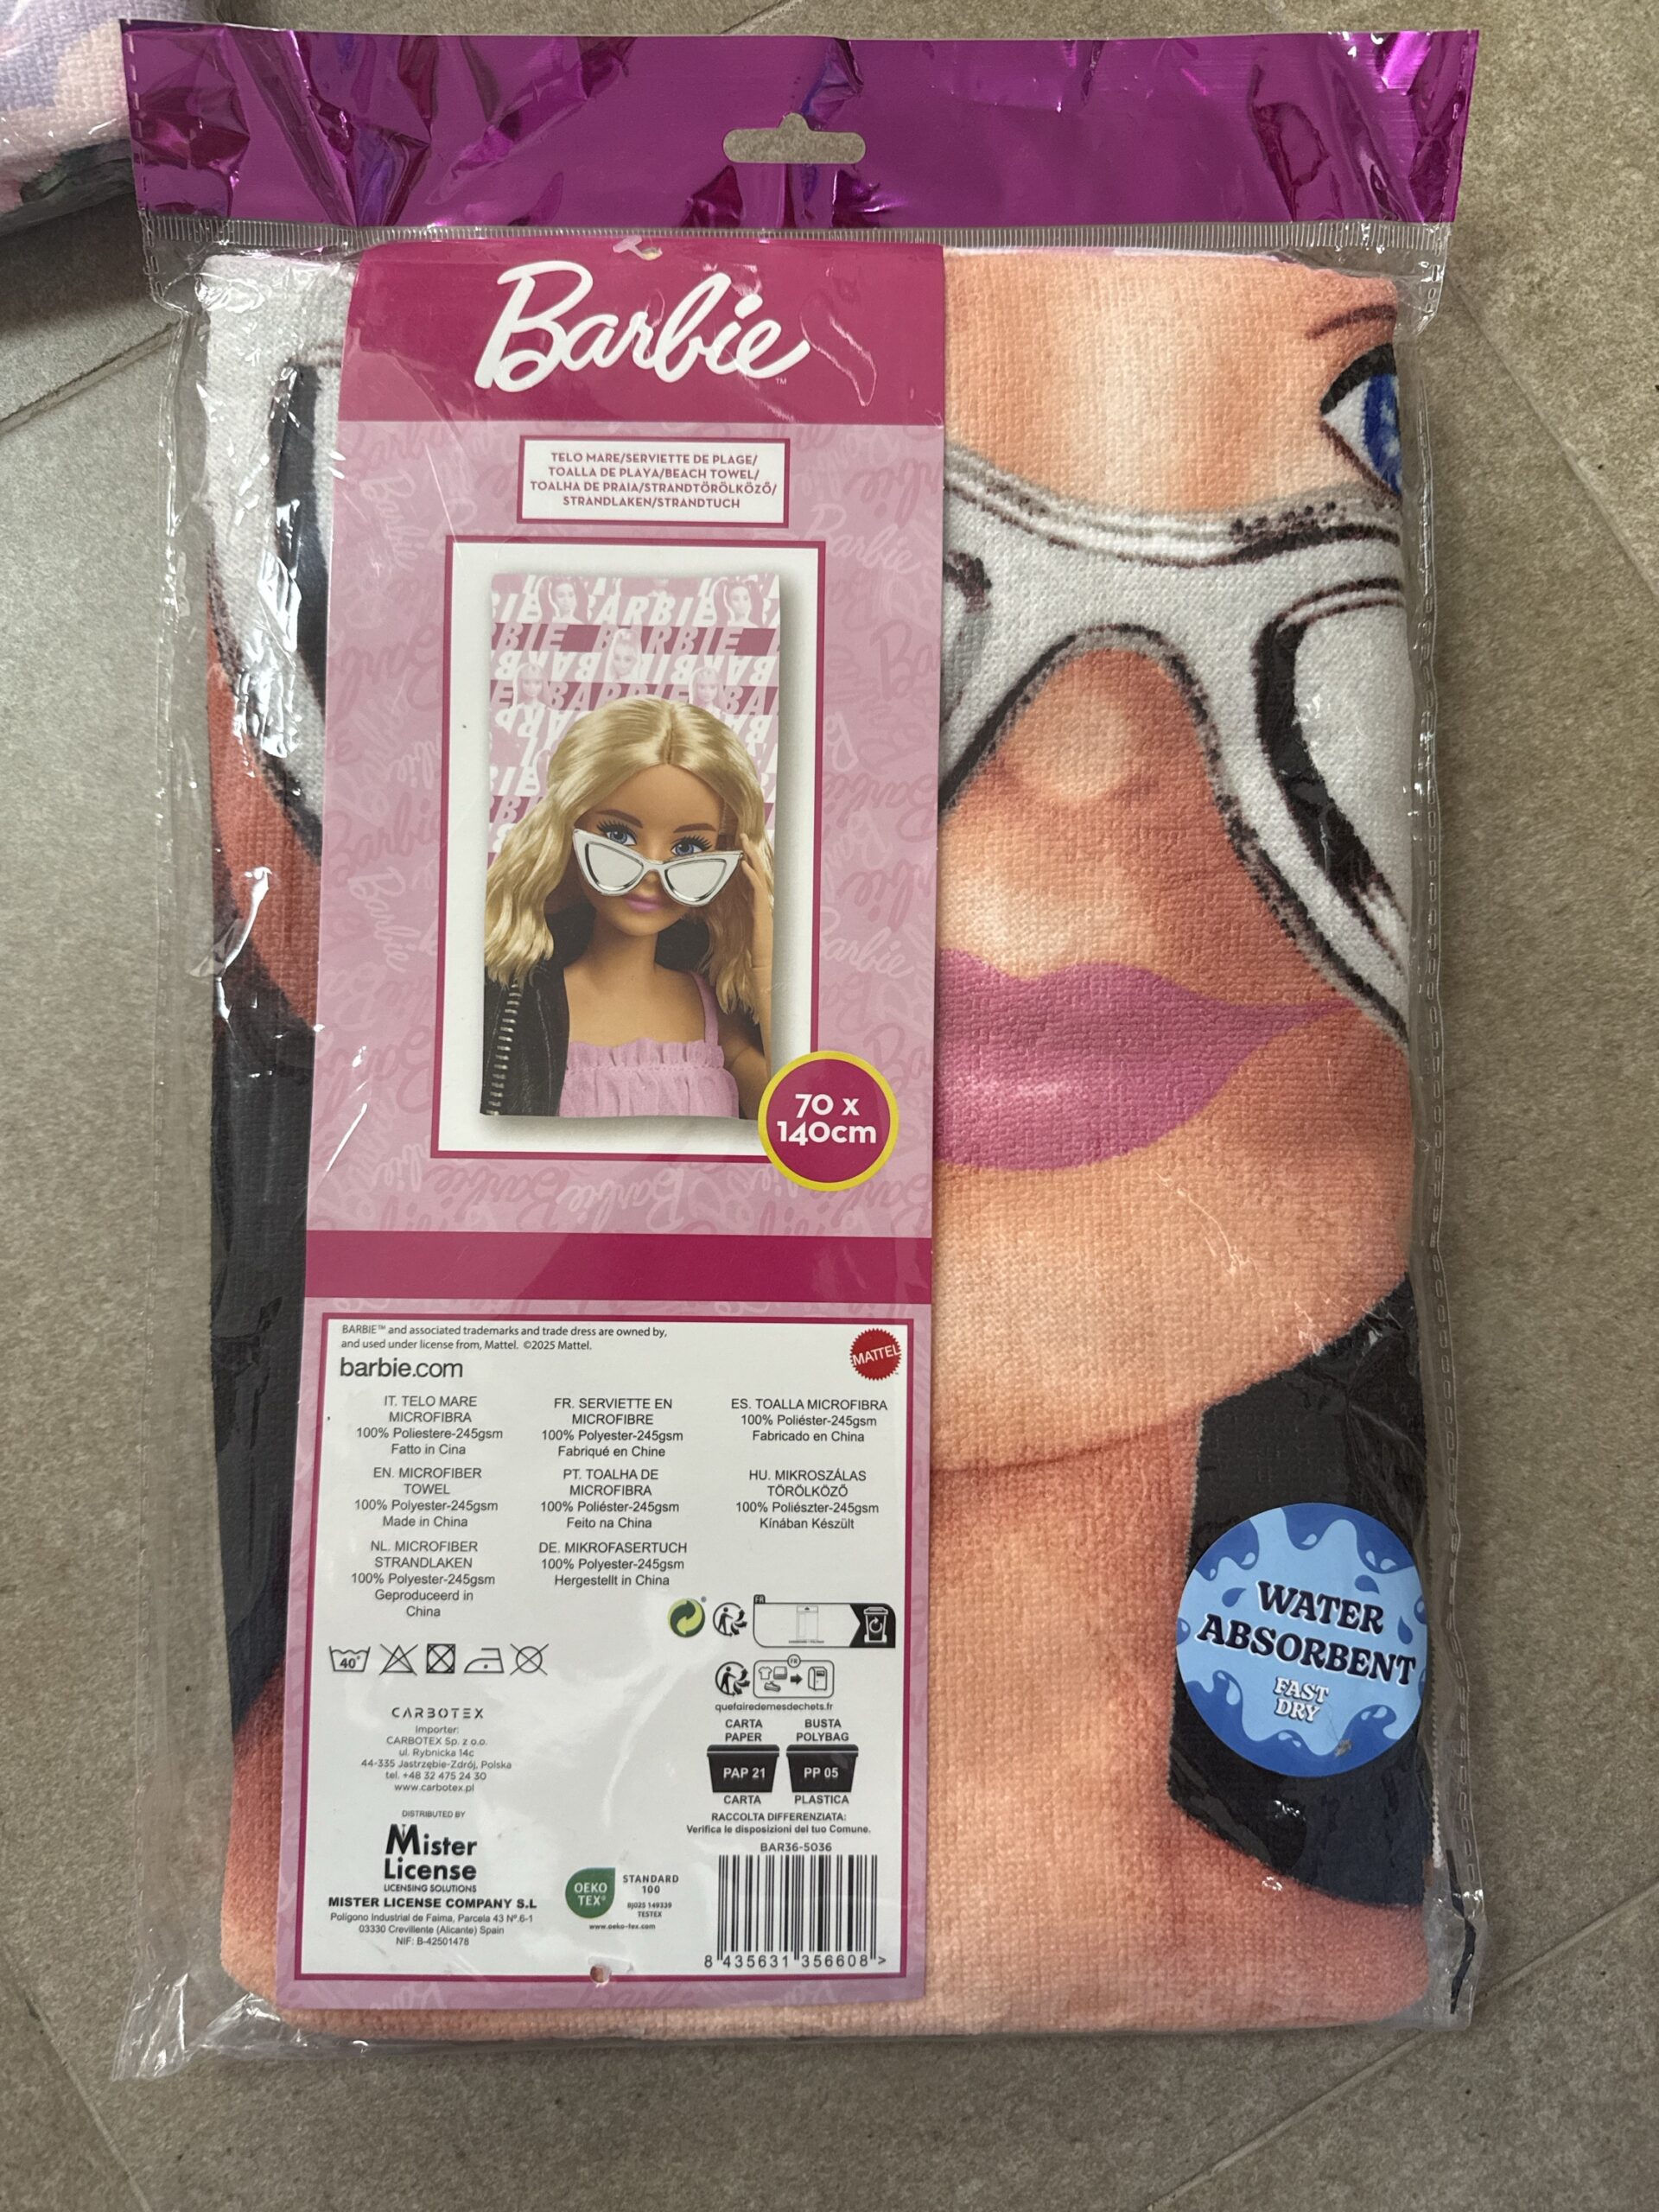 Barbie™
TELO MARE/SERVIETTE DE PLAGE/
TOALLA DE PLAYA/BEACH TOWEL/
TOALHA DE PRAIA/STRANDTÖRÖLKÖZŐ/
STRANDLAKEN/STRANDTUCH
BARBIE
70 x
140cm
BARBIE™ and associated trademarks and trade dress are owned by,
and used under license from, Mattel. ©2025 Mattel.
barbie.com
MATTEL
IT. TELO MARE
MICROFIBRA
100% Poliestere-245gsm
Fatto in Cina
FR. SERVIETTE EN
MICROFIBRE
100% Polyester-245gsm
Fabriqué en Chine
ES. TOALLA MICROFIBRA
100% Poliéster-245gsm
Fabricado en China
EN. MICROFIBER
TOWEL
100% Polyester-245gsm
Made in China
PT. TOALHA DE
MICROFIBRA
100% Poliéster-245gsm
Feito na China
HU. MIKROSZÁLAS
TÖRÖLKÖZŐ
100% Poliészter-245gsm
Kínában Készült
NL. MICROFIBER
STRANDLAKEN
100% Polyester-245gsm
Geproduceerd in
China
DE. MIKROFASERTUCH
100% Polyester-245gsm
Hergestellt in China
40°
FR
FR
quefairedemesdechets.fr
CARBOTEX
Importer:
CARBOTEX Sp. z o.o.
ul. Rybnicka 14c
44-335 Jastrzębie-Zdrój, Polska
tel. +48 32 475 24 30
www.carbotex.pl
CARTA
PAPER
PAP 21
CARTA
BUSTA
POLYBAG
PP 05
PLASTICA
RACCOLTA DIFFERENZIATA:
Verifica le disposizioni del tuo Comune.
DISTRIBUTED BY
Mister
License
LICENSING SOLUTIONS
MISTER LICENSE COMPANY S.L
Polígono Industrial de Faima, Parcela 43 Nº.6-1
03330 Crevillente (Alicante) Spain
NIF: B-42501478
OEKO
TEX®
STANDARD
100
BJ025 149339
TESTEX
www.oeko-tex.com
BAR36-5036
8 435631 356608 >
WATER
ABSORBENT
FAST
DRY